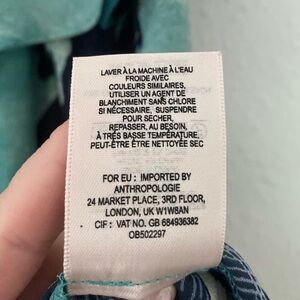 LAVER À LA MACHINE À L'EAU
FROIDE AVEC
COULEURS SIMILAIRES,
UTILISER UN AGENT DE
BLANCHIMENT SANS CHLORE
SI NÉCESSAIRE, SUSPENDRE
POUR SÉCHER,
REPASSER, AU BESOIN,
À TRÈS BASSE TEMPÉRATURE,
PEUT-ÊTRE ÊTRE NETTOYÉE SEC
FOR EU : IMPORTED BY
ANTHROPOLOGIE
24 MARKET PLACE, 3RD FLOOR,
LONDON, UK W1W8AN
CIF : VAT NO. GB 684936382
OB502297